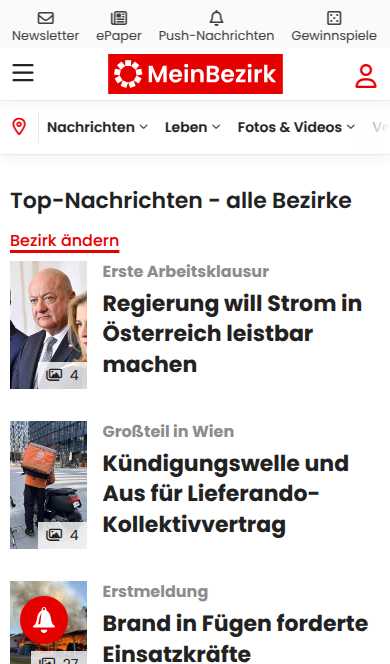 Newsletter
ePaper
Push-Nachrichten
Gewinnspiele
MeinBezirk
Nachrichten
Leben
Fotos & Videos
Top-Nachrichten - alle Bezirke
Bezirk ändern
4
Erste Arbeitsklausur
Regierung will Strom in
Österreich leistbar
machen
4
Großteil in Wien
Kündigungswelle und
Aus für Lieferando-
Kollektivvertrag
27
Erstmeldung
Brand in Fügen forderte
Einsatzkräfte